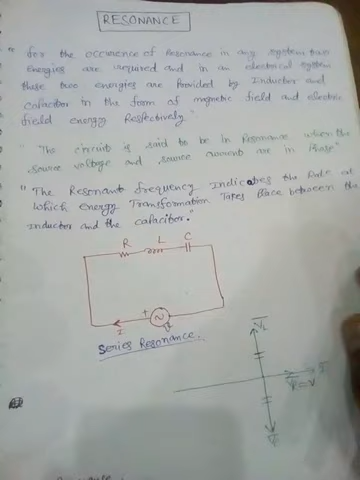 RESONANCE
" for the occurence of Resonance in any system two
Energies are required and in an electrical system
these two energies are Provided by Inductor and
Capacitor in the form of magnetic field and electric
field energy Respectively
" The circuit is said to be in Resonance when the
source voltage and source current are in Phase"
" The Resonant frequency Indicates the Rate at
which energy Transformation Takes Place between the
inductor and the capacitor."
R L C
+
I
V
Series Resonance.
VL
VR=V I